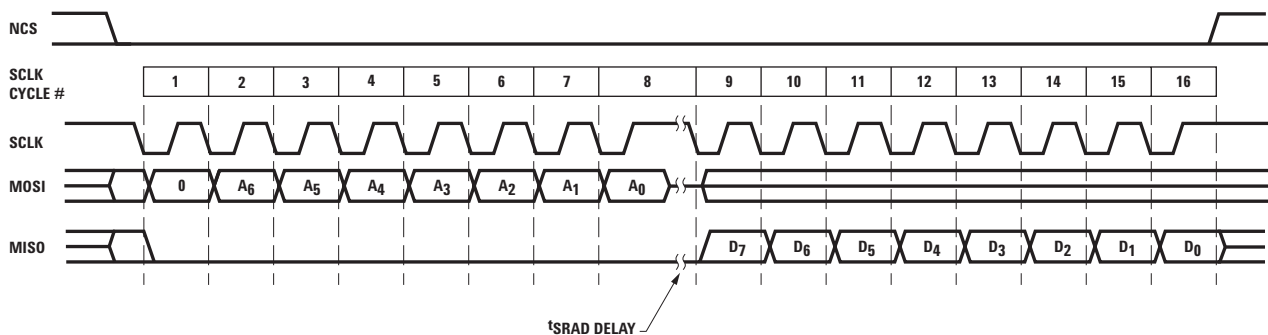 NCS
SCLK
CYCLE #
1 2 3 4 5 6 7 8 9 10 11 12 13 14 15 16
SCLK
MOSI
0 A6 A5 A4 A3 A2 A1 A0
MISO
D7 D6 D5 D4 D3 D2 D1 D0
tSRAD DELAY